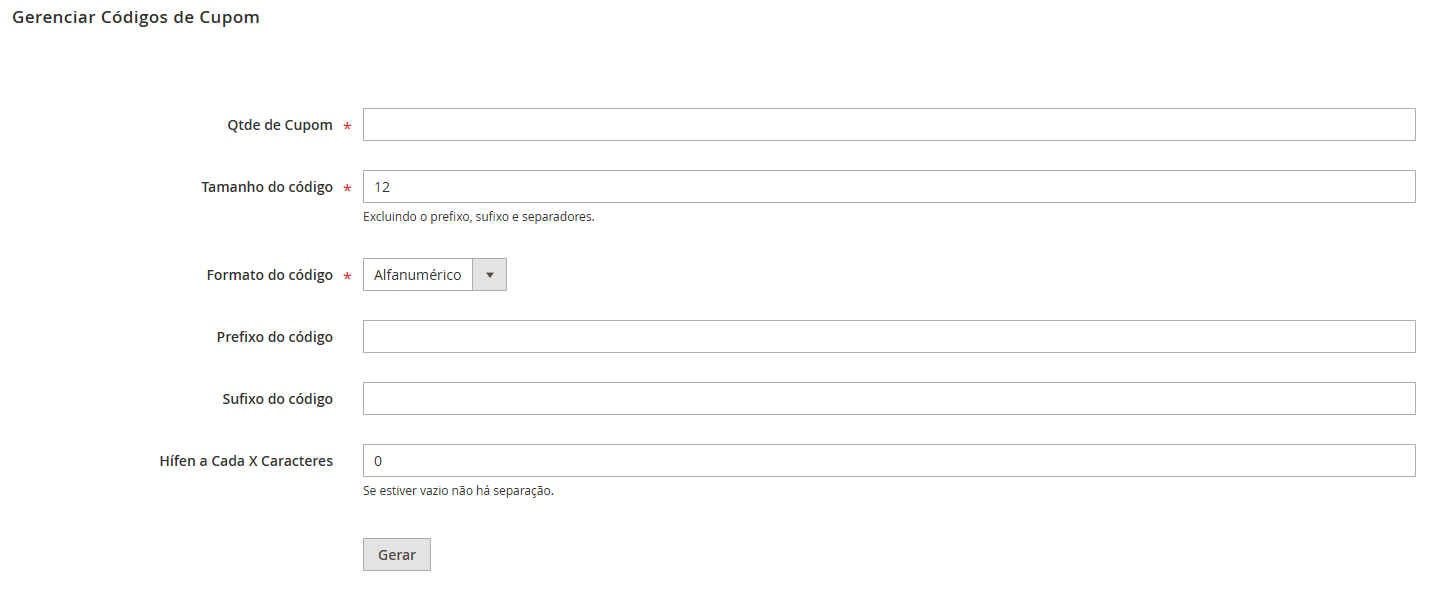 Gerenciar Códigos de Cupom
Qtde de Cupom *
Tamanho do código * 12
Excluindo o prefixo, sufixo e separadores.
Formato do código * Alfanumérico
Prefixo do código
Sufixo do código
Hífen a Cada X Caracteres 0
Se estiver vazio não há separação.
Gerar